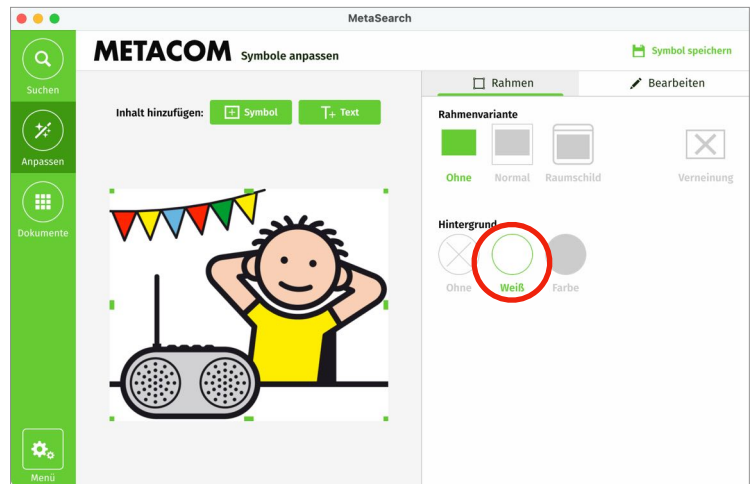 MetaSearch
METACOM Symbole anpassen
Symbol speichern
Suchen
Anpassen
Dokumente
Menü
Inhalt hinzufügen:
Symbol
T+ Text
Rahmen
Bearbeiten
Rahmenvariante
Ohne
Normal
Raumschild
Verneinung
Hintergrund
Ohne
Weiß
Farbe